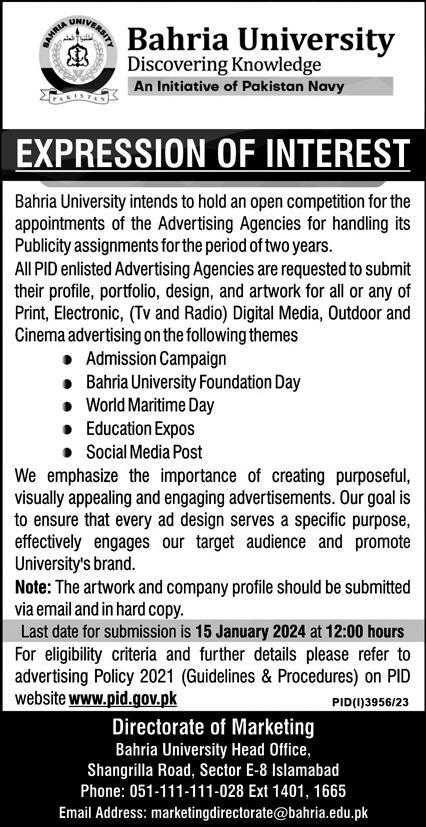 BAHRIA UNIVERSITY
PAKISTAN
Bahria University
Discovering Knowledge
An Initiative of Pakistan Navy
EXPRESSION OF INTEREST
Bahria University intends to hold an open competition for the
appointments of the Advertising Agencies for handling its
Publicity assignments for the period of two years.
All PID enlisted Advertising Agencies are requested to submit
their profile, portfolio, design, and artwork for all or any of
Print, Electronic, (Tv and Radio) Digital Media, Outdoor and
Cinema advertising on the following themes
● Admission Campaign
● Bahria University Foundation Day
● World Maritime Day
● Education Expos
● Social Media Post
We emphasize the importance of creating purposeful,
visually appealing and engaging advertisements. Our goal is
to ensure that every ad design serves a specific purpose,
effectively engages our target audience and promote
University's brand.
Note: The artwork and company profile should be submitted
via email and in hard copy.
Last date for submission is 15 January 2024 at 12:00 hours
For eligibility criteria and further details please refer to
advertising Policy 2021 (Guidelines & Procedures) on PID
website www.pid.gov.pk
PID(I)3956/23
Directorate of Marketing
Bahria University Head Office,
Shangrilla Road, Sector E-8 Islamabad
Phone: 051-111-111-028 Ext 1401, 1665
Email Address: marketingdirectorate@bahria.edu.pk